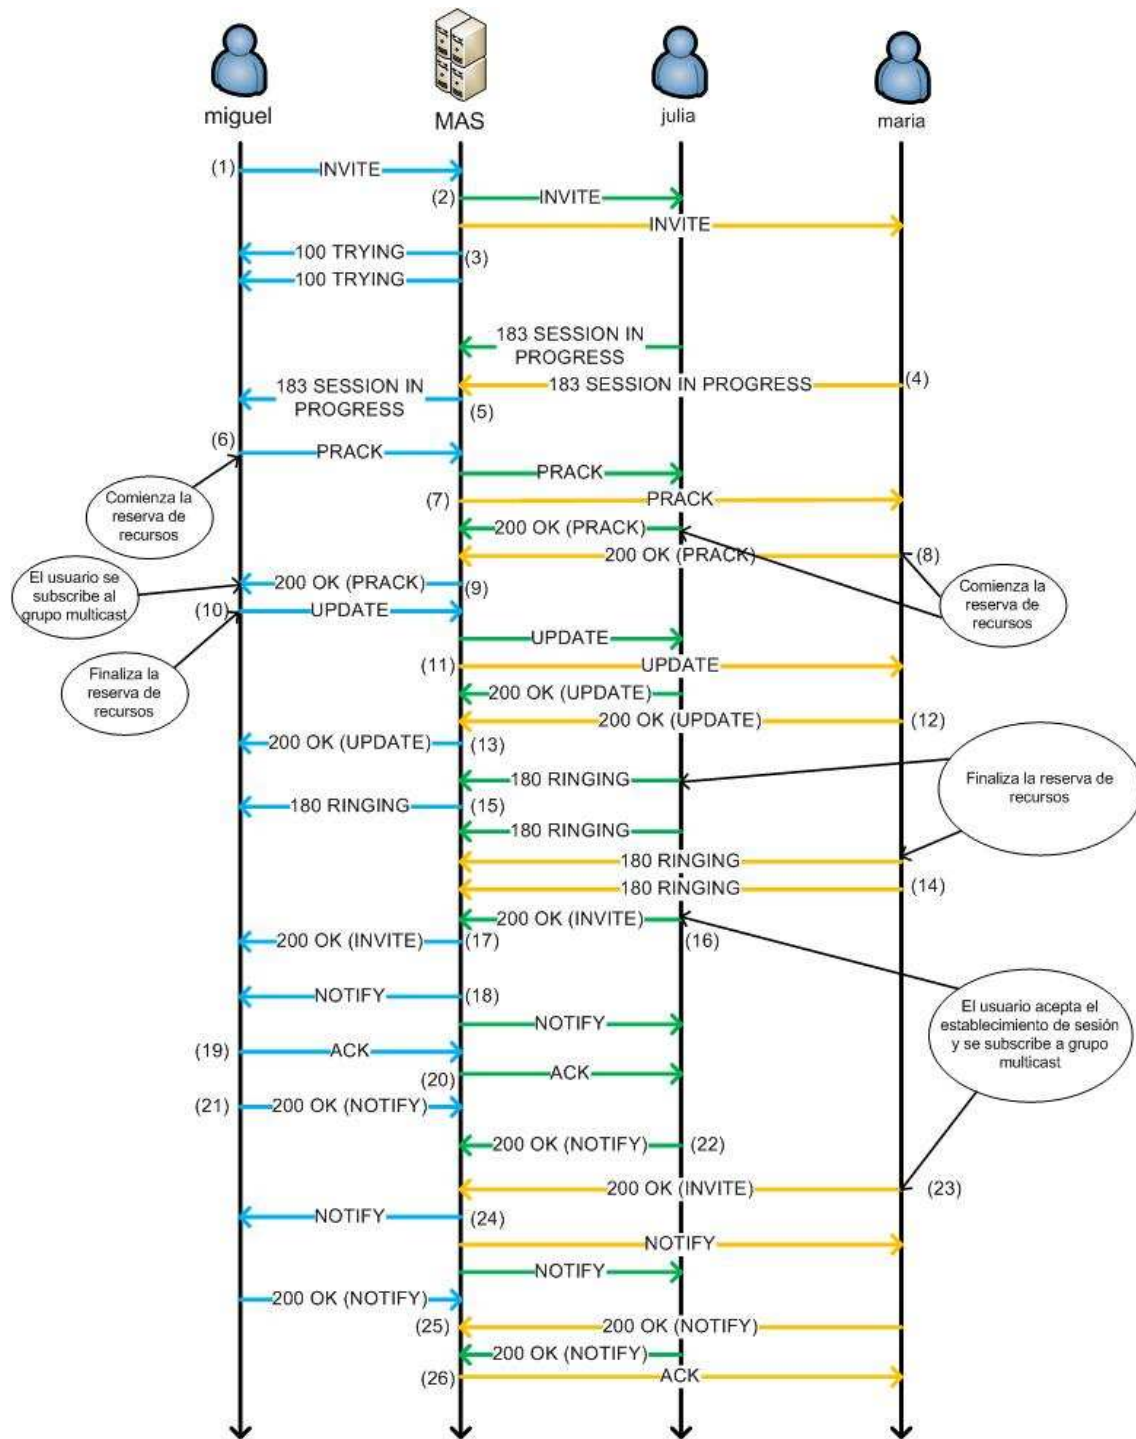 miguel
MAS
julia
maria
(1)
INVITE
(2)
INVITE
INVITE
100 TRYING
(3)
100 TRYING
183 SESSION IN
PROGRESS
183 SESSION IN PROGRESS
(4)
183 SESSION IN
PROGRESS
(5)
(6)
PRACK
PRACK
Comienza la
reserva de
recursos
(7)
PRACK
200 OK (PRACK)
200 OK (PRACK)
(8)
El usuario se
subscribe al
grupo multicast
200 OK (PRACK)
(9)
Comienza la
reserva de
recursos
(10)
UPDATE
UPDATE
Finaliza la
reserva de
recursos
(11)
UPDATE
200 OK (UPDATE)
200 OK (UPDATE)
(12)
200 OK (UPDATE)
(13)
180 RINGING
Finaliza la reserva de
recursos
180 RINGING
(15)
180 RINGING
180 RINGING
180 RINGING
(14)
200 OK (INVITE)
200 OK (INVITE)
(17)
(16)
NOTIFY
(18)
El usuario acepta el
establecimiento de sesión
y se subscribe a grupo
multicast
NOTIFY
(19)
ACK
(20)
ACK
(21)
200 OK (NOTIFY)
200 OK (NOTIFY)
(22)
200 OK (INVITE)
(23)
NOTIFY
(24)
NOTIFY
NOTIFY
200 OK (NOTIFY)
(25)
200 OK (NOTIFY)
200 OK (NOTIFY)
(26)
ACK